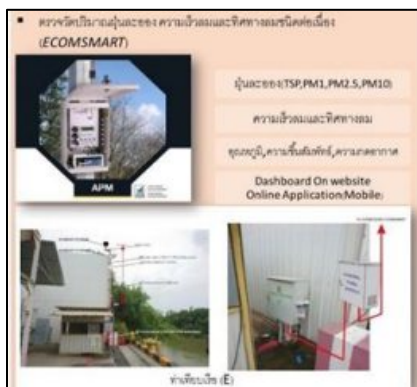 ▪ ตรวจวัดปริมาณฝุ่นละออง ความเร็วลมและทิศทางลมชนิดต่อเนื่อง
(ECOMSMART)
ฝุ่นละออง(TSP,PM1,PM2.5,PM10)
ความเร็วลมและทิศทางลม
อุณหภูมิ,ความชื้นสัมพัทธ์,ความกดอากาศ
Dashboard On website
Online Application(Mobile)
APM
ท่าเทียบเรือ (E)